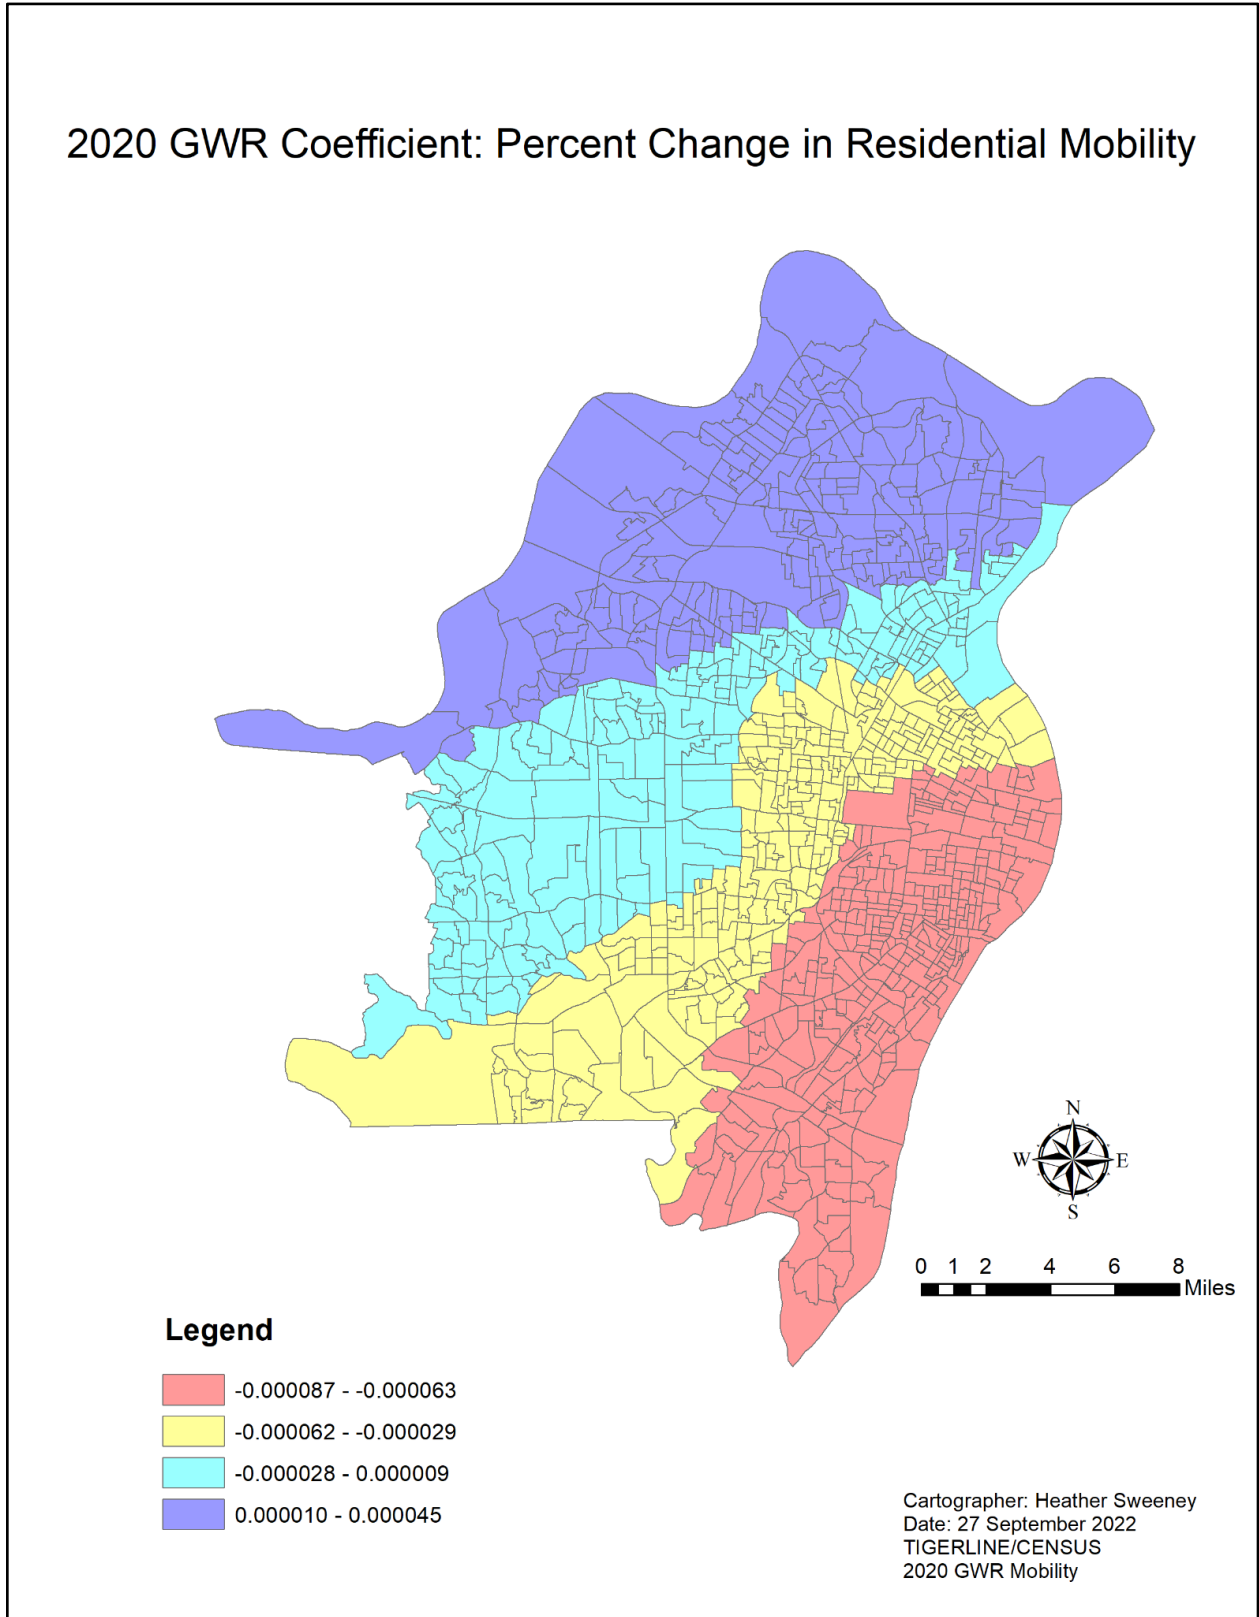 2020 GWR Coefficient: Percent Change in Residential Mobility
N
W E
S
0 1 2 4 6 8
Miles
Legend
-0.000087 - -0.000063
-0.000062 - -0.000029
-0.000028 - 0.000009
0.000010 - 0.000045
Cartographer: Heather Sweeney
Date: 27 September 2022
TIGERLINE/CENSUS
2020 GWR Mobility